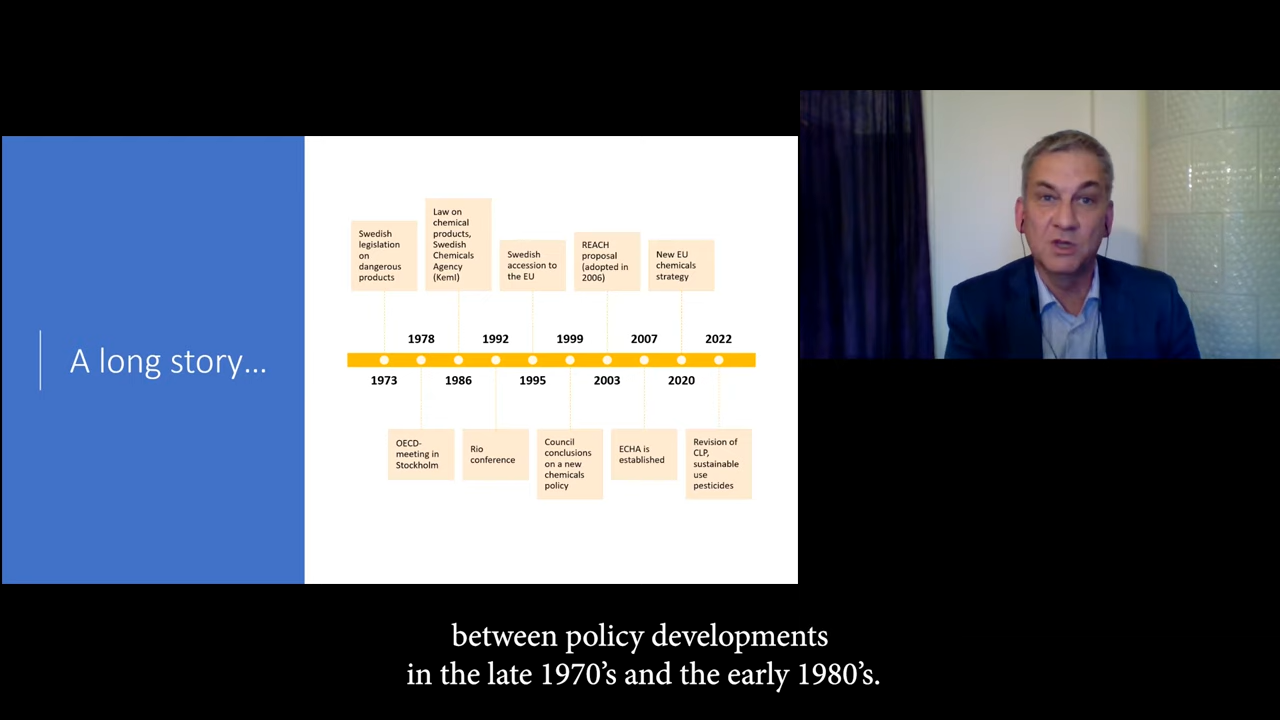 A long story...
Swedish
legislation
on
dangerous
products
Law on
chemical
products,
Swedish
Chemicals
Agency
(KemI)
Swedish
accession to
the EU
REACH
proposal
(adopted in
2006)
New EU
chemicals
strategy
1978
1992
1999
2007
2022
1973
1986
1995
2003
2020
OECD-
meeting in
Stockholm
Rio
conference
Council
conclusions
on a new
chemicals
policy
ECHA is
established
Revision of
CLP,
sustainable
use
pesticides
between policy developments
in the late 1970’s and the early 1980’s.